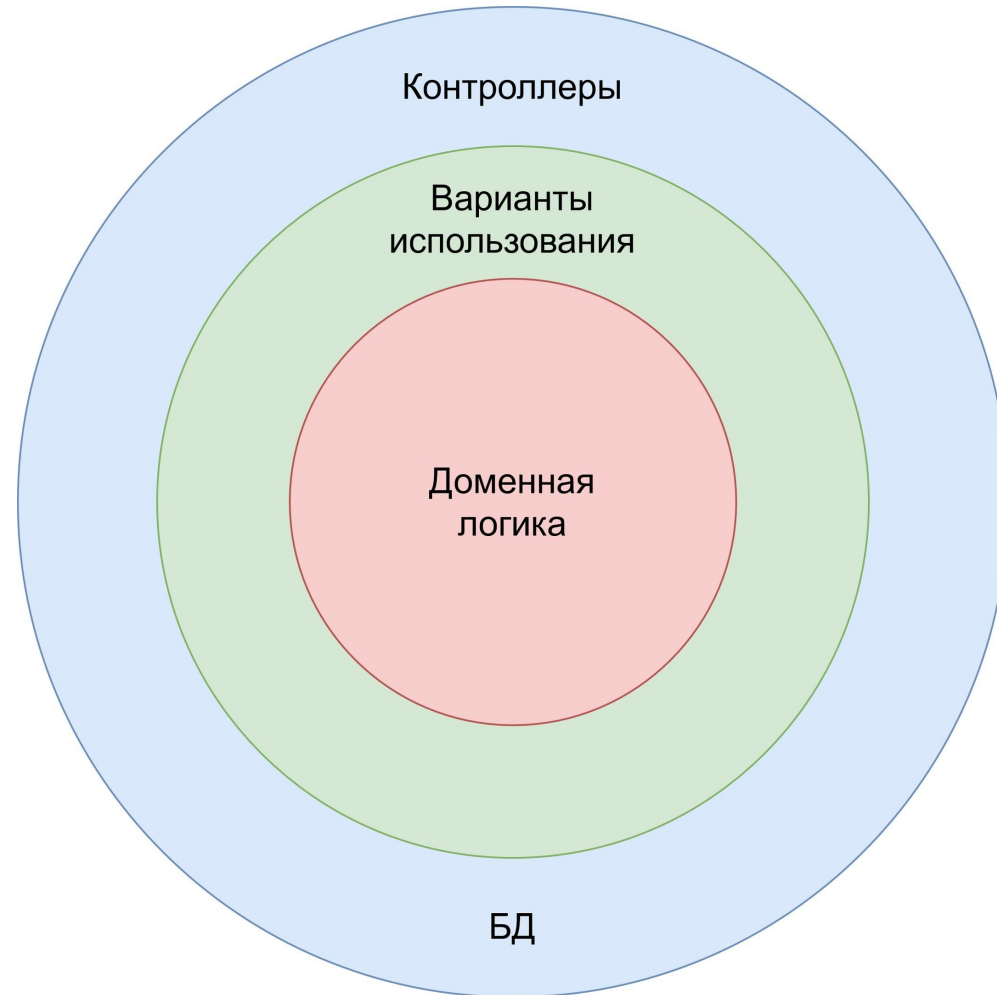 Контроллеры
Варианты
использования
Доменная
логика
БД